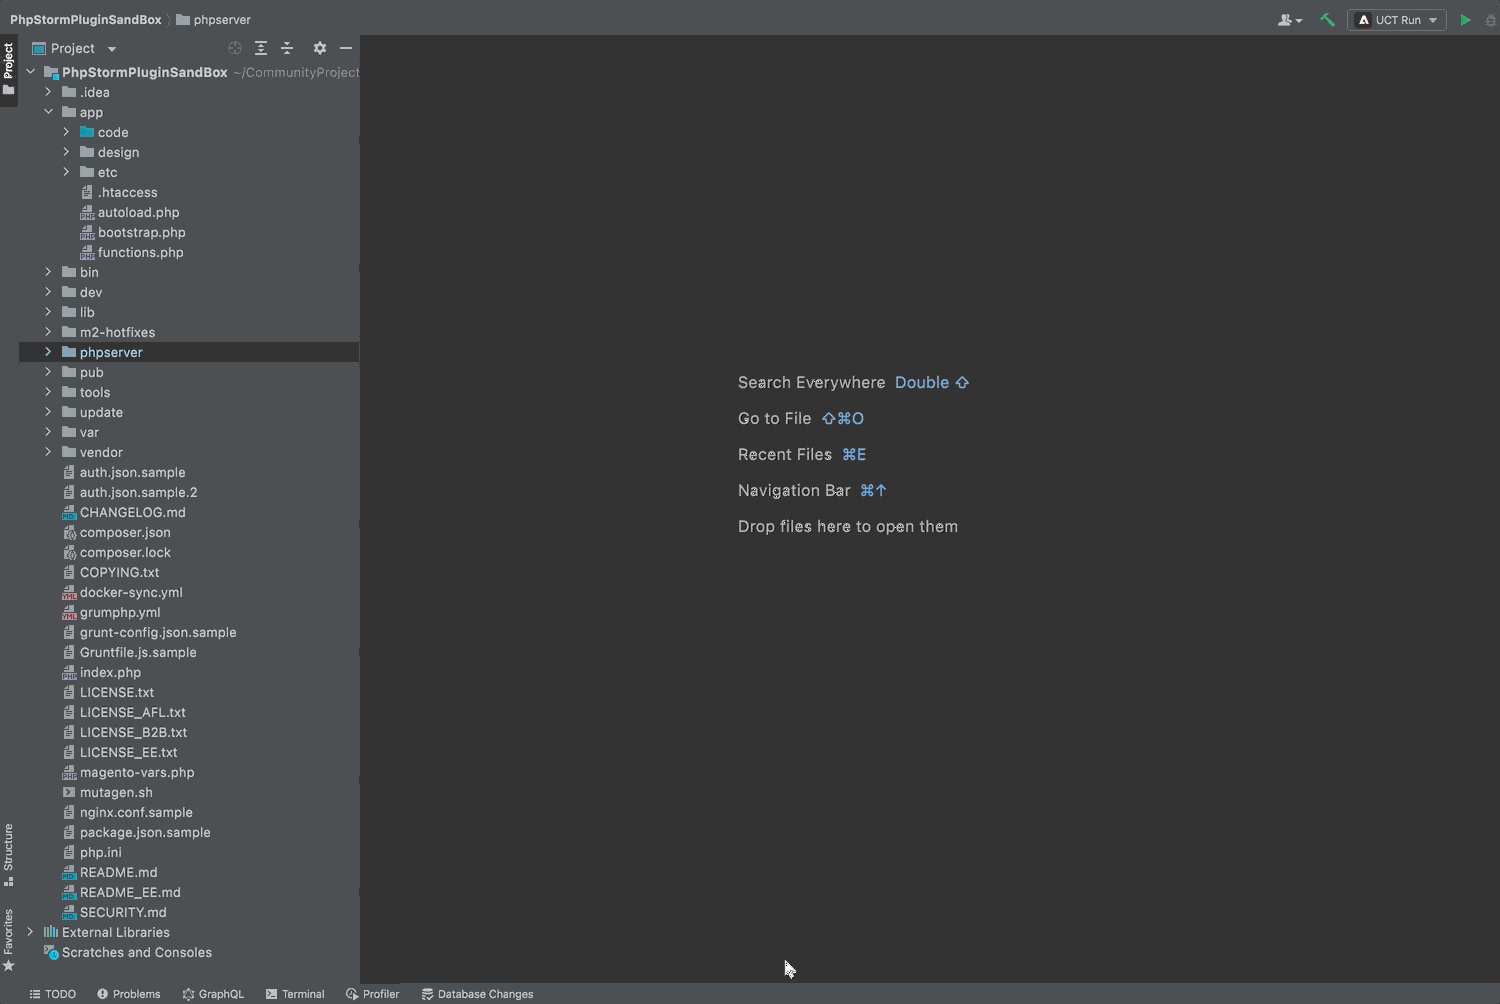 PhpStormPluginSandBox phpserver
UCT Run
Project
Project
PhpStormPluginSandBox ~/CommunityProject
.idea
app
code
design
etc
.htaccess
autoload.php
bootstrap.php
functions.php
bin
dev
lib
m2-hotfixes
phpserver
pub
tools
update
var
vendor
auth.json.sample
auth.json.sample.2
CHANGELOG.md
composer.json
composer.lock
COPYING.txt
docker-sync.yml
grumphp.yml
grunt-config.json.sample
Gruntfile.js.sample
index.php
LICENSE.txt
LICENSE_AFL.txt
LICENSE_B2B.txt
LICENSE_EE.txt
magento-vars.php
mutagen.sh
nginx.conf.sample
package.json.sample
php.ini
README.md
README_EE.md
SECURITY.md
External Libraries
Scratches and Consoles
Structure
Favorites
Search Everywhere Double ⇧
Go to File ⇧⌘O
Recent Files ⌘E
Navigation Bar ⌘↑
Drop files here to open them
TODO Problems GraphQL Terminal Profiler Database Changes